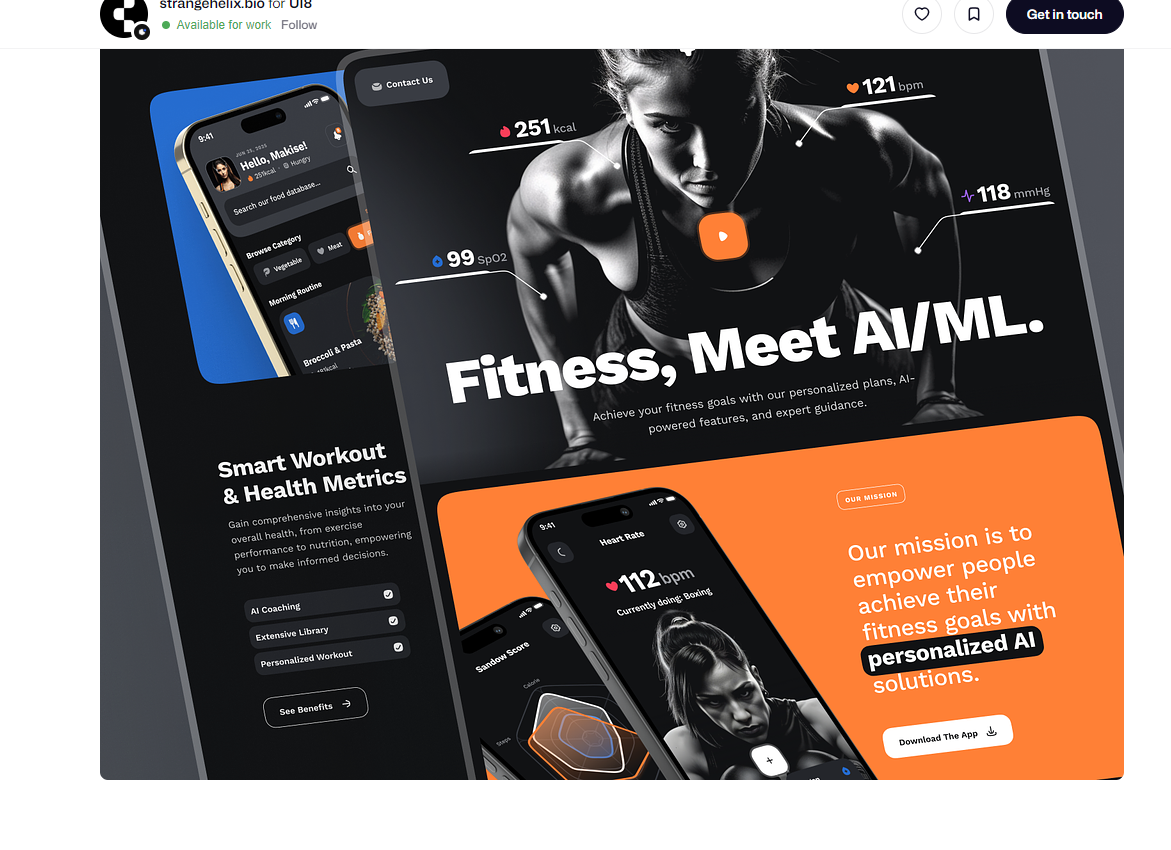 strangehelix.bio for UI8
Available for work Follow
Get in touch
Contact Us
9:41
JUN 25, 2025
Hello, Makise!
251kcal · Hungry
Search our food database...
Browse Category
Vegetable
Meat
Morning Routine
Broccoli & Pasta
Smart Workout
& Health Metrics
Gain comprehensive insights into your
overall health, from exercise
performance to nutrition, empowering
you to make informed decisions.
AI Coaching
Extensive Library
Personalized Workout
See Benefits
251 kcal
121 bpm
118 mmHg
99 SpO2
Fitness, Meet AI/ML.
Achieve your fitness goals with our personalized plans, AI-
powered features, and expert guidance.
9:41
Heart Rate
112 bpm
Currently doing: Boxing
Sandow Score
Calorie
Steps
OUR MISSION
Our mission is to
empower people
achieve their
fitness goals with
personalized AI
solutions.
Download The App